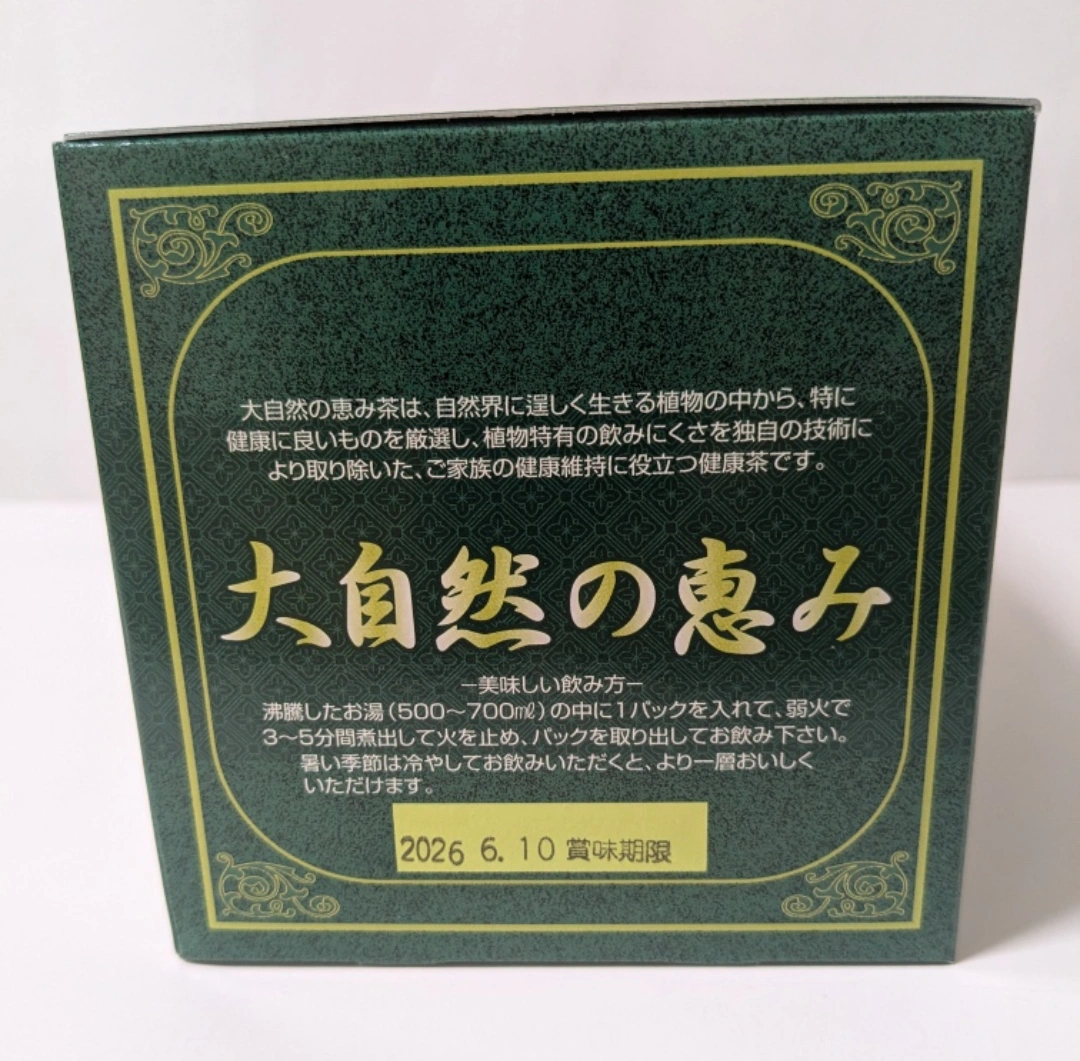 大自然の恵み茶は、自然界に逞しく生きる植物の中から、特に
健康に良いものを厳選し、植物特有の飲みにくさを独自の技術に
より取り除いた、ご家族の健康維持に役立つ健康茶です。
大自然の恵み
−美味しい飲み方−
沸騰したお湯(500〜700㎖)の中に1パックを入れて、弱火で
3〜5分間煮出して火を止め、パックを取り出してお飲み下さい。
暑い季節は冷やしてお飲みいただくと、より一層おいしく
いただけます。
2026 6. 10 賞味期限